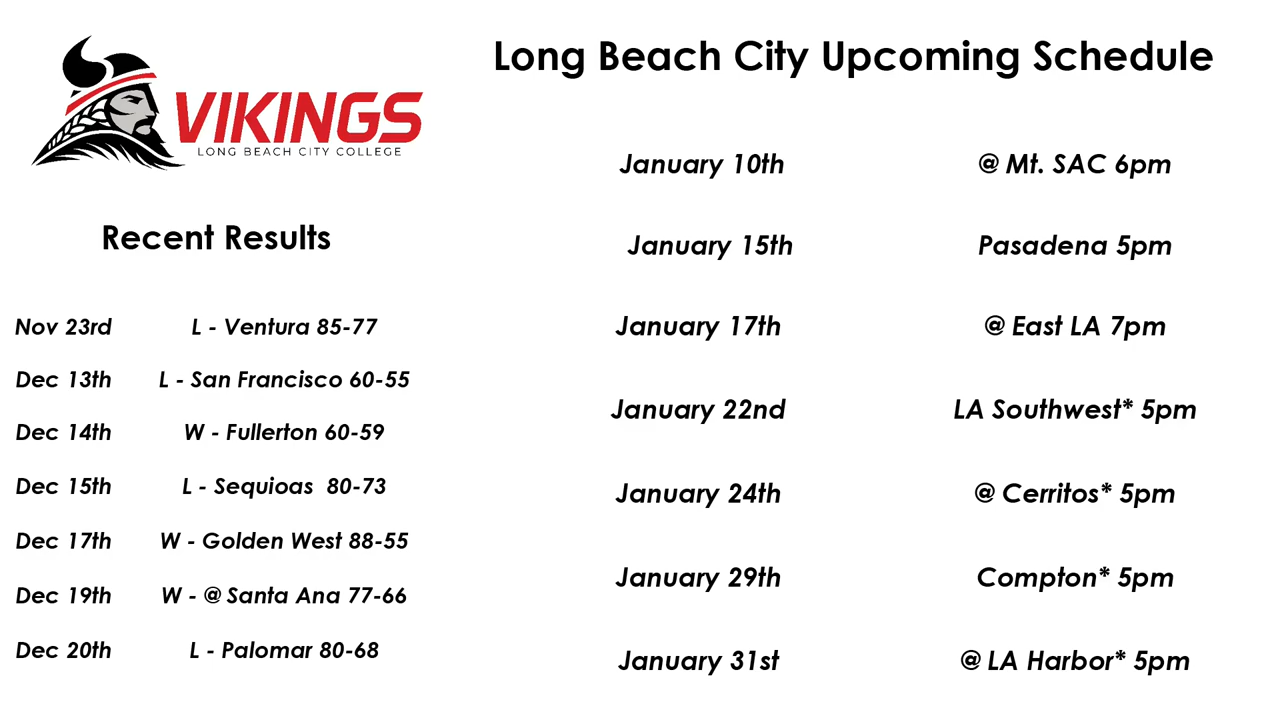 VIKINGS
LONG BEACH CITY COLLEGE
Long Beach City Upcoming Schedule
Recent Results
Nov 23rd L - Ventura 85-77
Dec 13th L - San Francisco 60-55
Dec 14th W - Fullerton 60-59
Dec 15th L - Sequioas 80-73
Dec 17th W - Golden West 88-55
Dec 19th W - @ Santa Ana 77-66
Dec 20th L - Palomar 80-68
January 10th @ Mt. SAC 6pm
January 15th Pasadena 5pm
January 17th @ East LA 7pm
January 22nd LA Southwest* 5pm
January 24th @ Cerritos* 5pm
January 29th Compton* 5pm
January 31st @ LA Harbor* 5pm